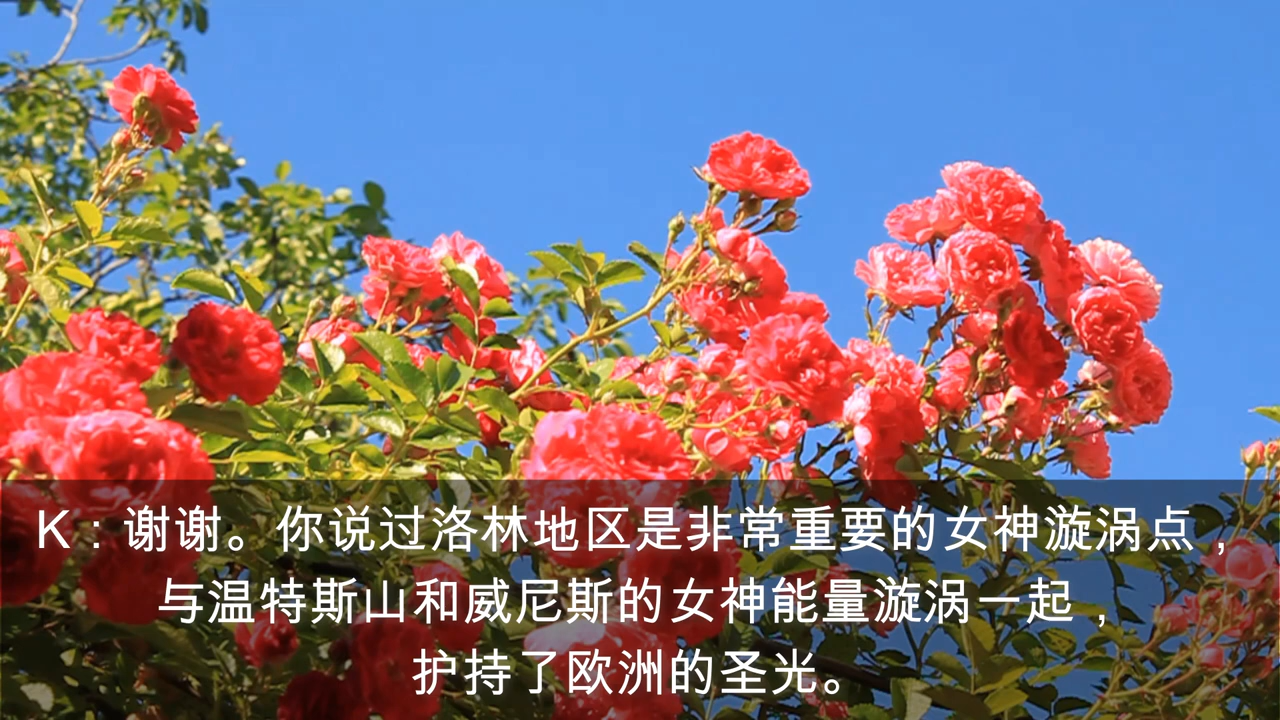 K：谢谢。你说过洛林地区是非常重要的女神漩涡点，
与温特斯山和威尼斯的女神能量漩涡一起，
护持了欧洲的圣光。